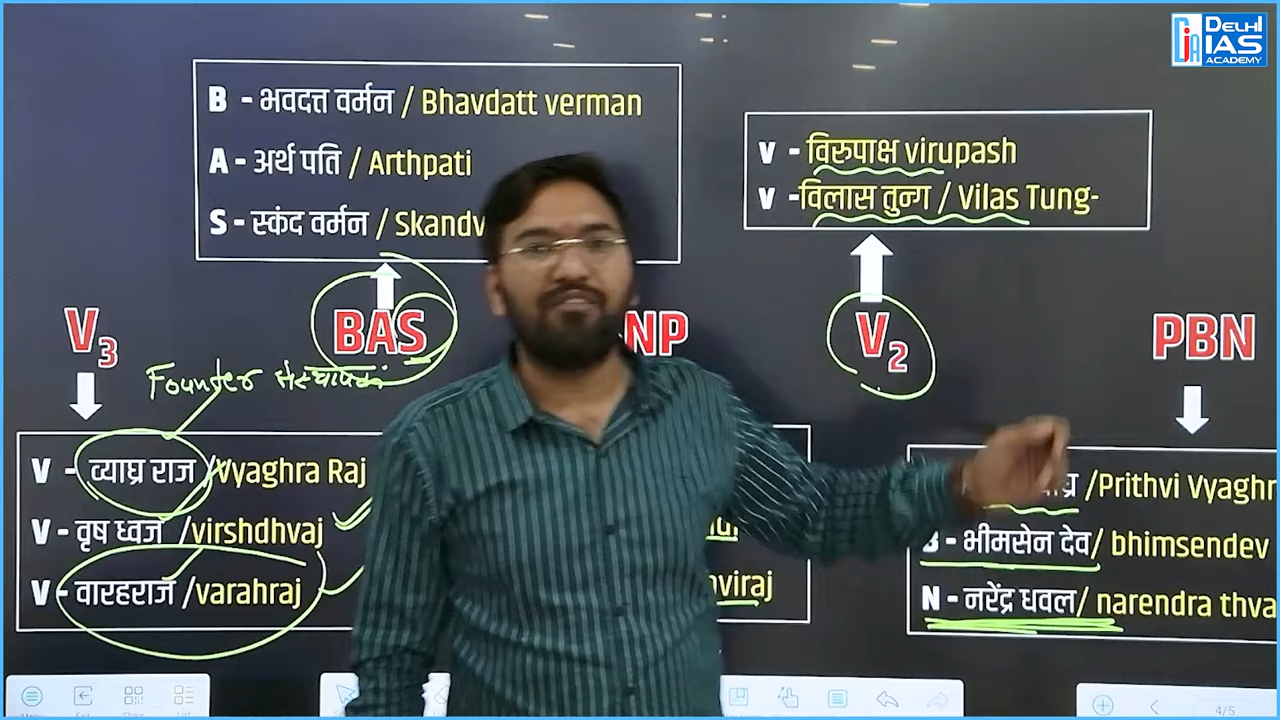 DELHI
IAS
ACADEMY
B - भवदत्त वर्मन / Bhavdatt verman
A - अर्थ पति / Arthpati
S - स्कंद वर्मन / Skandv
V - विरुपाक्ष virupash
V -विलास तुन्ग / Vilas Tung-
V3
BAS
NP
V2
PBN
Founder संस्थापक
V - व्याघ्र राज /Vyaghra Raj
V - वृष ध्वज /virshdhvaj
V - वारहराज /varahraj
viraj
/Prithvi Vyaghr
B - भीमसेन देव/ bhimsendev
N - नरेंद्र धवल/ narendra thva
4/5